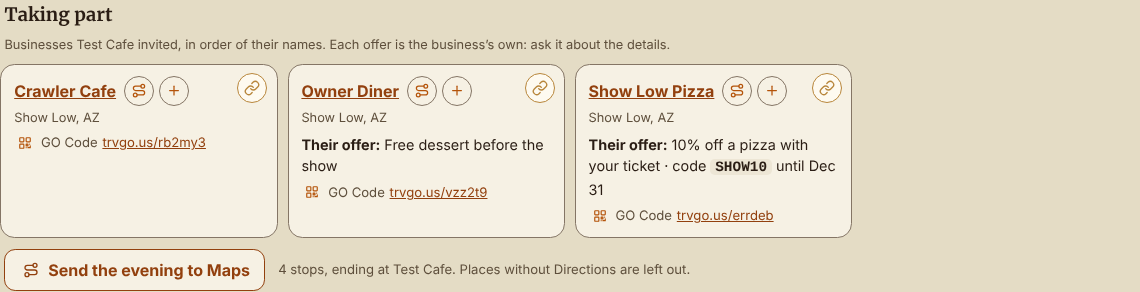 Taking part
Businesses Test Cafe invited, in order of their names. Each offer is the business’s own: ask it about the details.
Crawler Cafe
Show Low, AZ
GO Code trvgo.us/rb2my3
Owner Diner
Show Low, AZ
Their offer: Free dessert before the
show
GO Code trvgo.us/vzz2t9
Show Low Pizza
Show Low, AZ
Their offer: 10% off a pizza with
your ticket · code SHOW10 until Dec
31
GO Code trvgo.us/errdeb
Send the evening to Maps
4 stops, ending at Test Cafe. Places without Directions are left out.